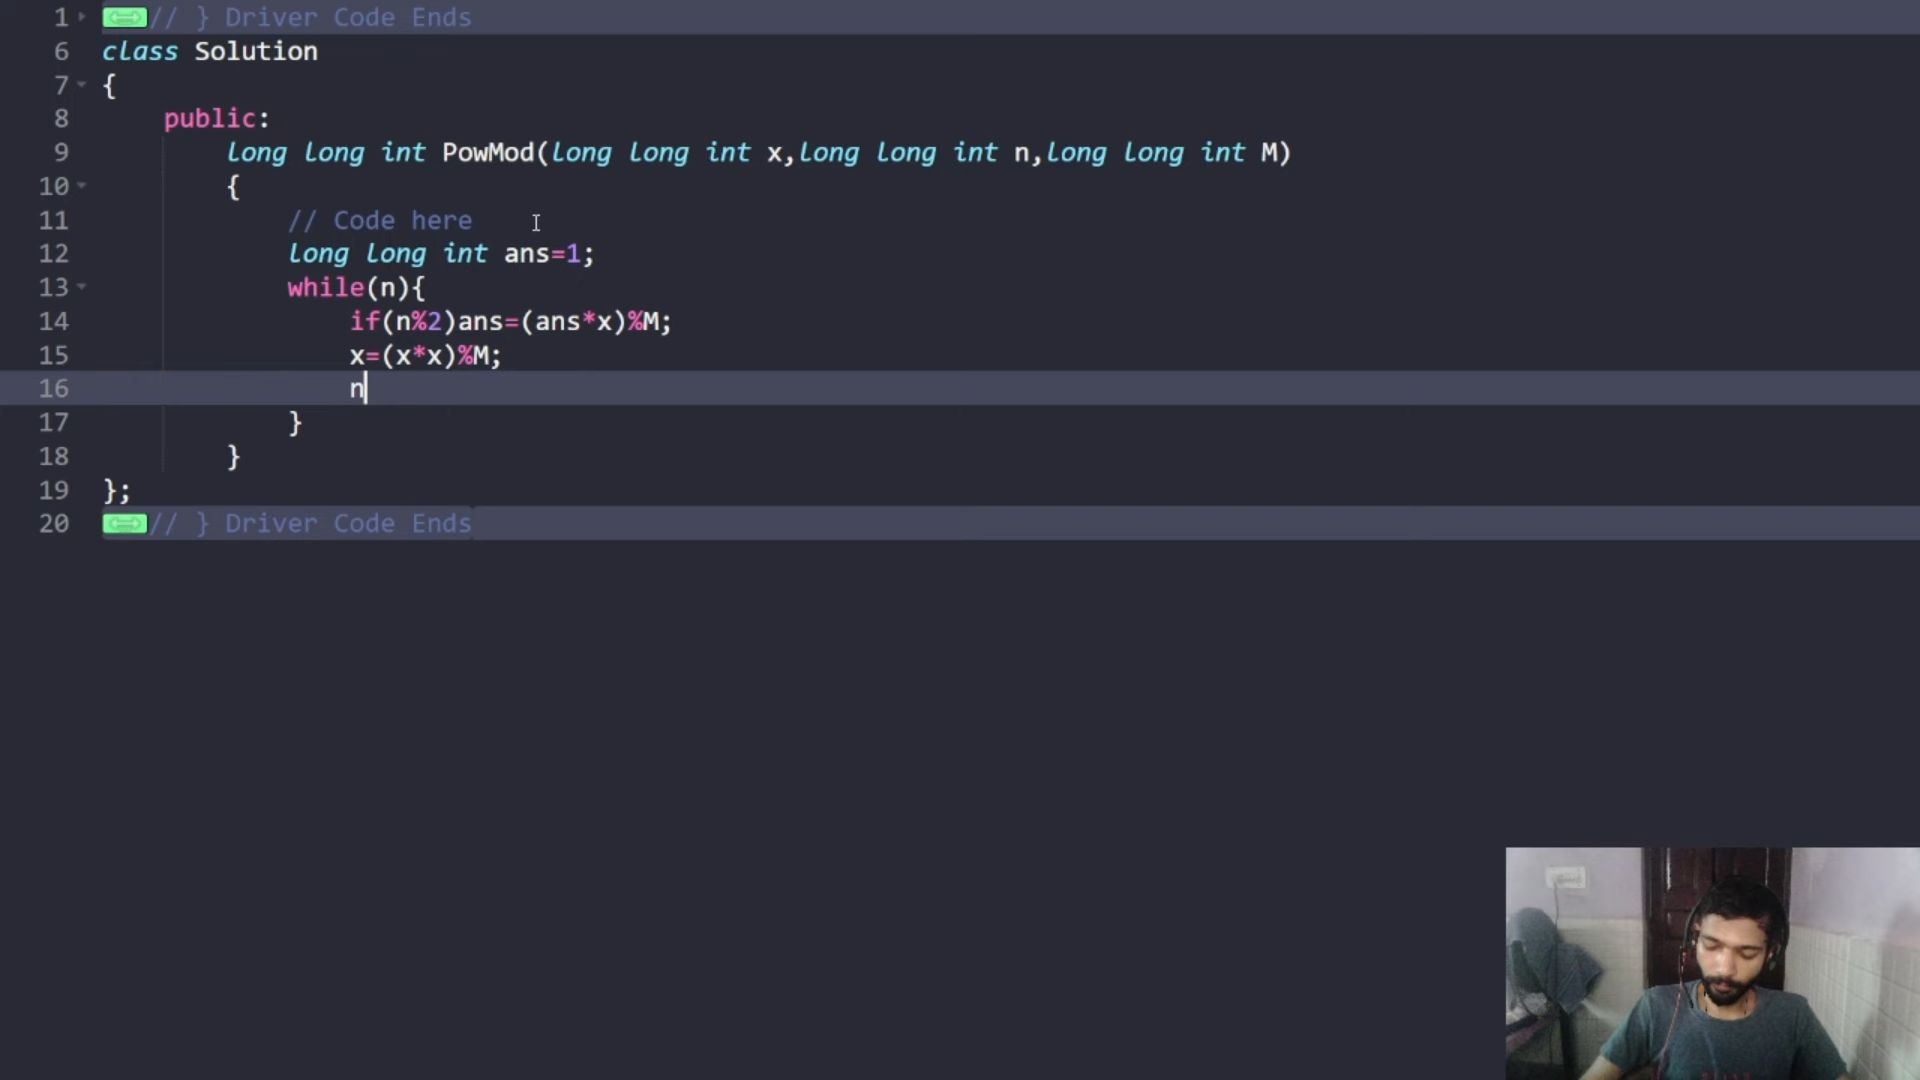 1 // } Driver Code Ends
6 class Solution
7 {
8 public:
9 long long int PowMod(long long int x,long long int n,long long int M)
10 {
11 // Code here
12 long long int ans=1;
13 while(n){
14 if(n%2)ans=(ans*x)%M;
15 x=(x*x)%M;
16 n
17 }
18 }
19 };
20 // } Driver Code Ends